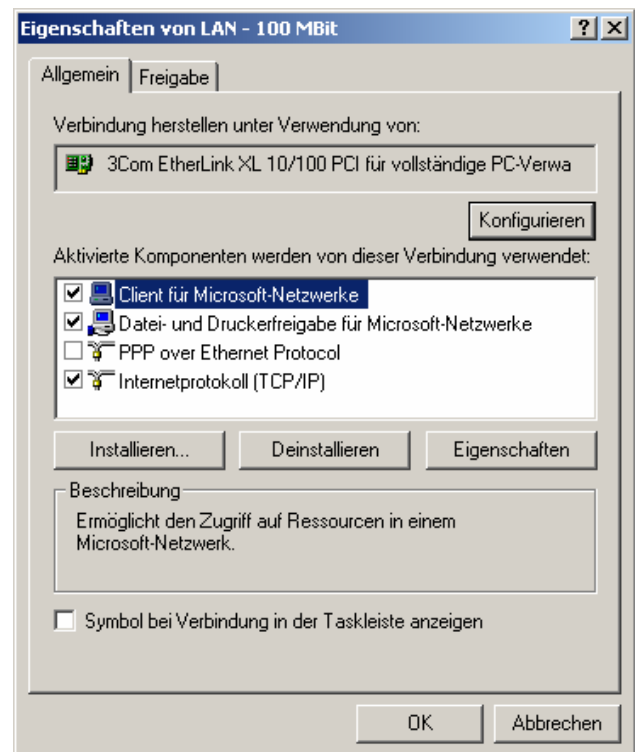 Eigenschaften von LAN - 100 MBit
Allgemein Freigabe
Verbindung herstellen unter Verwendung von:
3Com EtherLink XL 10/100 PCI für vollständige PC-Verwa
Konfigurieren
Aktivierte Komponenten werden von dieser Verbindung verwendet:
Client für Microsoft-Netzwerke
Datei- und Druckerfreigabe für Microsoft-Netzwerke
PPP over Ethernet Protocol
Internetprotokoll (TCP/IP)
Installieren... Deinstallieren Eigenschaften
Beschreibung
Ermöglicht den Zugriff auf Ressourcen in einem
Microsoft-Netzwerk.
Symbol bei Verbindung in der Taskleiste anzeigen
OK Abbrechen